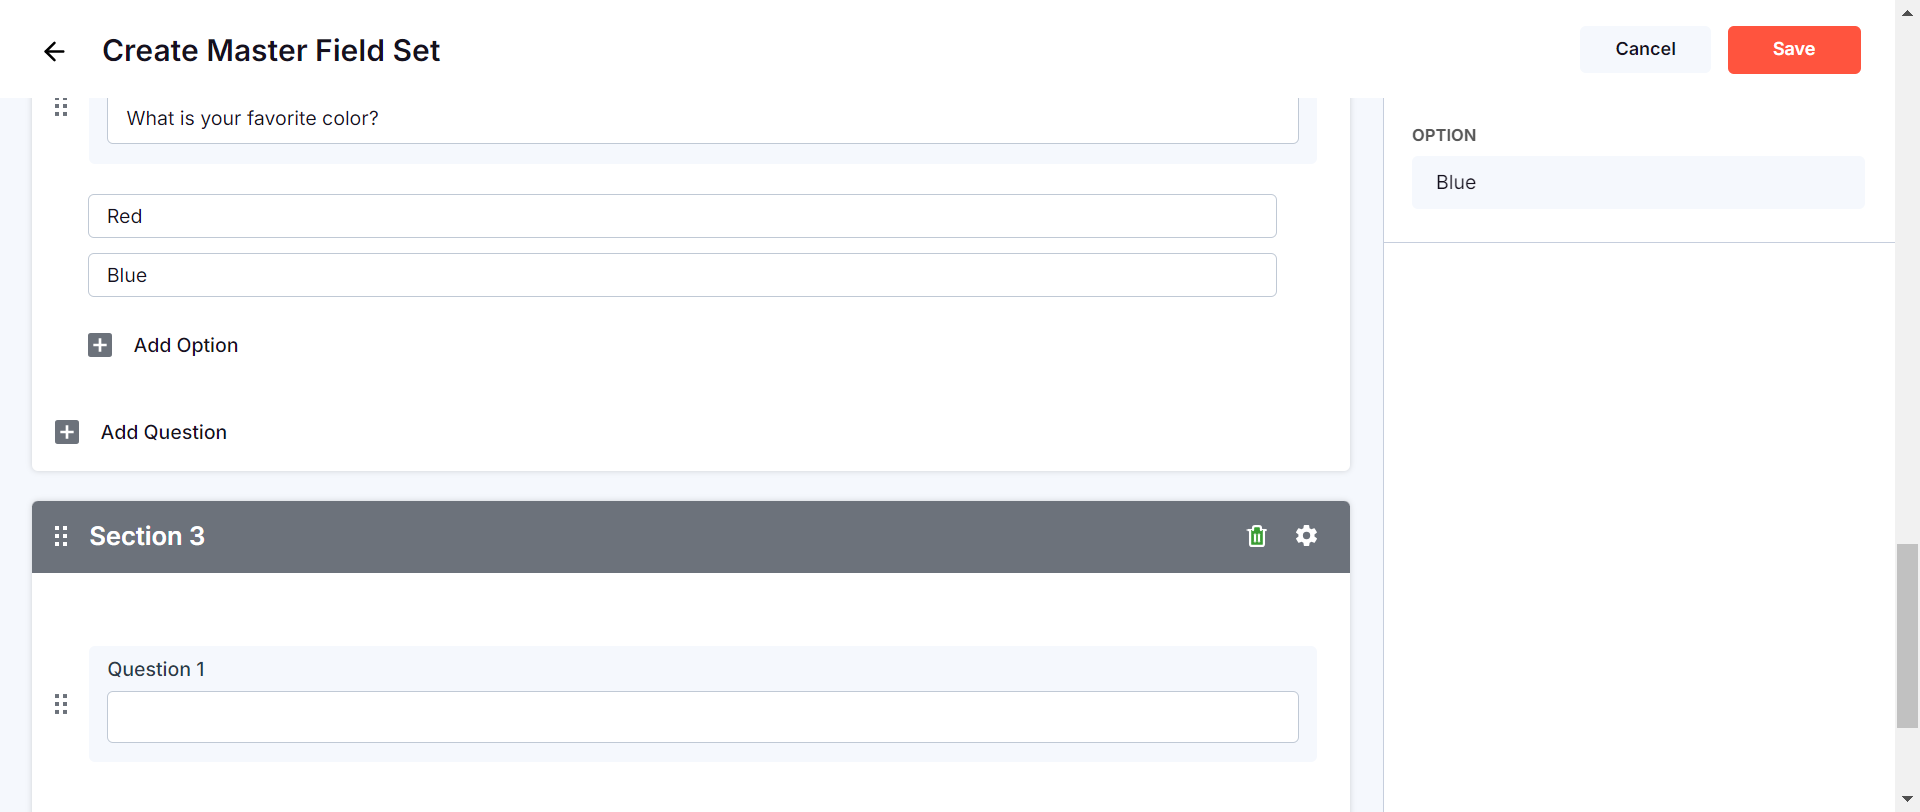 Create Master Field Set
Cancel
Save
What is your favorite color?
Red
Blue
Add Option
Add Question
Section 3
Question 1
OPTION
Blue